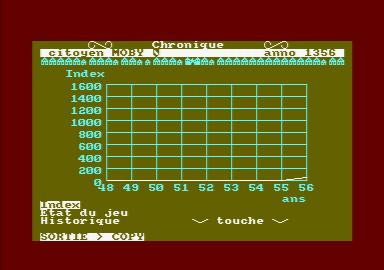 Chronique
citoyen MOBY Q anno 1356
Index
1600
1400
1200
1000
800
600
400
200
0
48 49 50 51 52 53 54 55 56
ans
Index
Etat du jeu
Historique touche
SORTIE > COPY